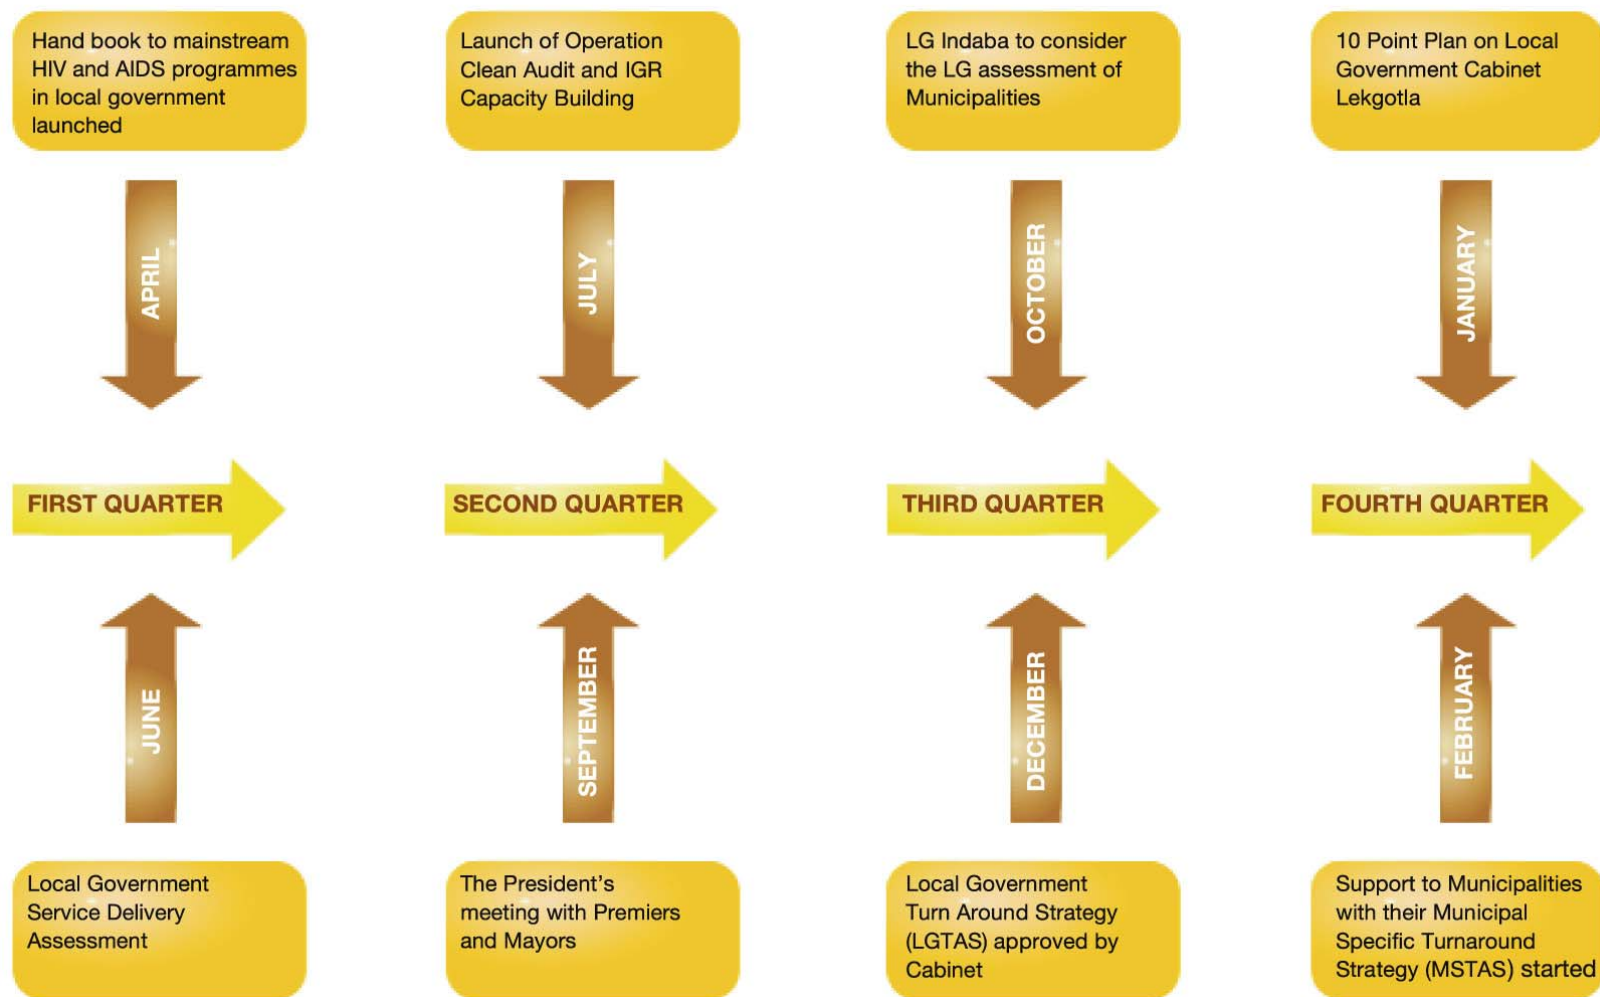 Hand book to mainstream
HIV and AIDS programmes
in local government
launched
Launch of Operation
Clean Audit and IGR
Capacity Building
LG Indaba to consider
the LG assessment of
Municipalities
10 Point Plan on Local
Government Cabinet
Lekgotla
APRIL
JULY
OCTOBER
JANUARY
FIRST QUARTER
SECOND QUARTER
THIRD QUARTER
FOURTH QUARTER
JUNE
SEPTEMBER
DECEMBER
FEBRUARY
Local Government
Service Delivery
Assessment
The President's
meeting with Premiers
and Mayors
Local Government
Turn Around Strategy
(LGTAS) approved by
Cabinet
Support to Municipalities
with their Municipal
Specific Turnaround
Strategy (MSTAS) started